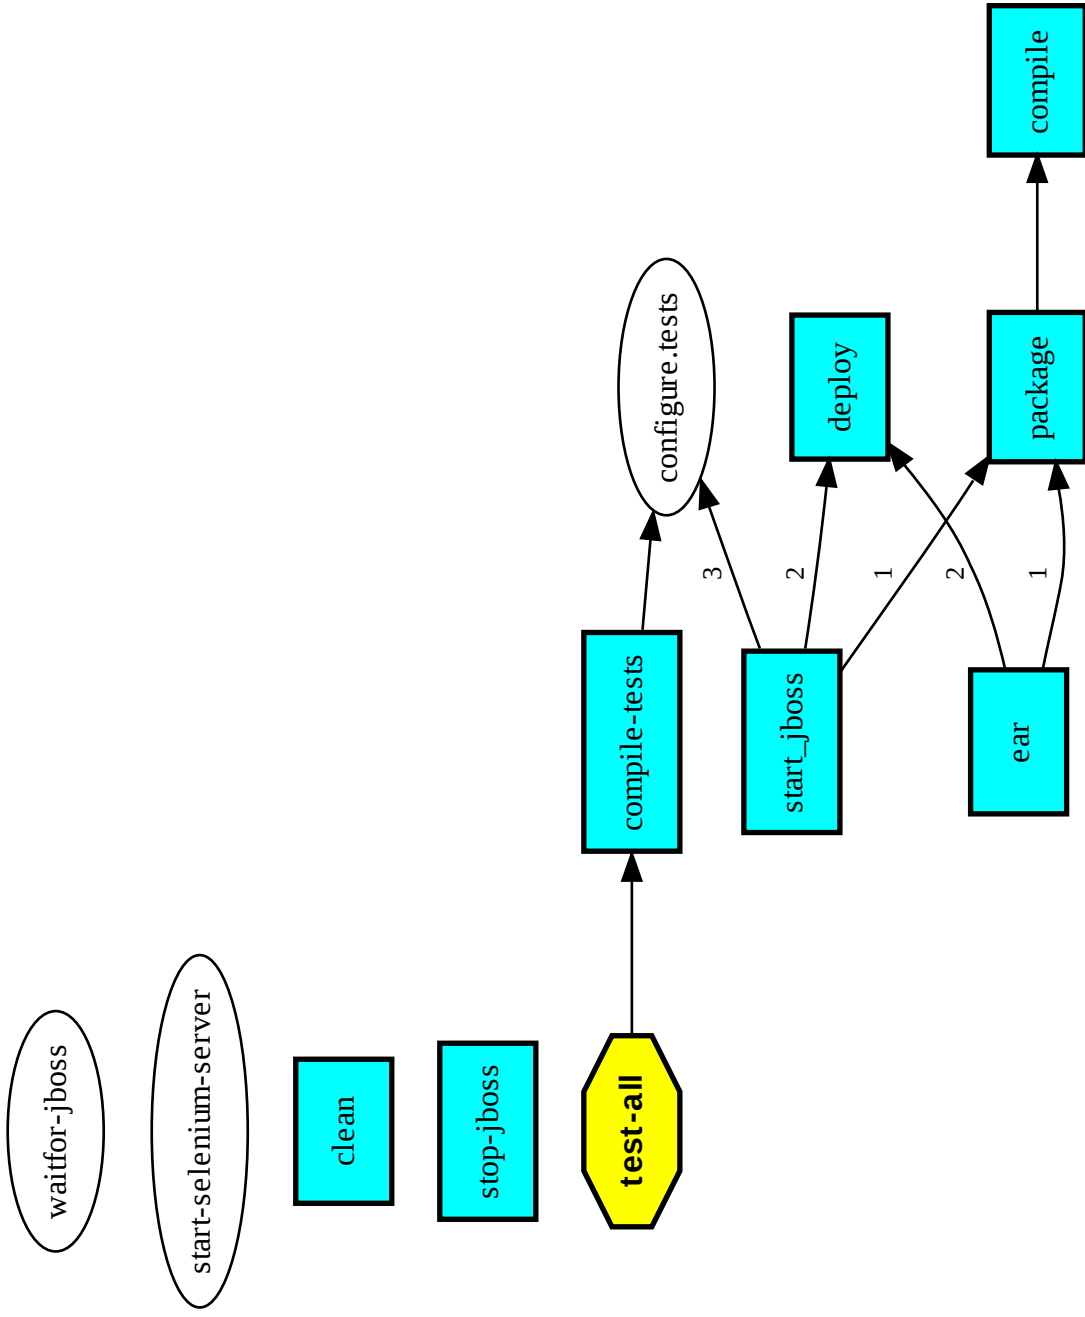 waitfor-jboss
start-selenium-server
clean
stop-jboss
test-all
compile-tests
configure.tests
start_jboss
3
2
1
deploy
ear
2
1
package
compile